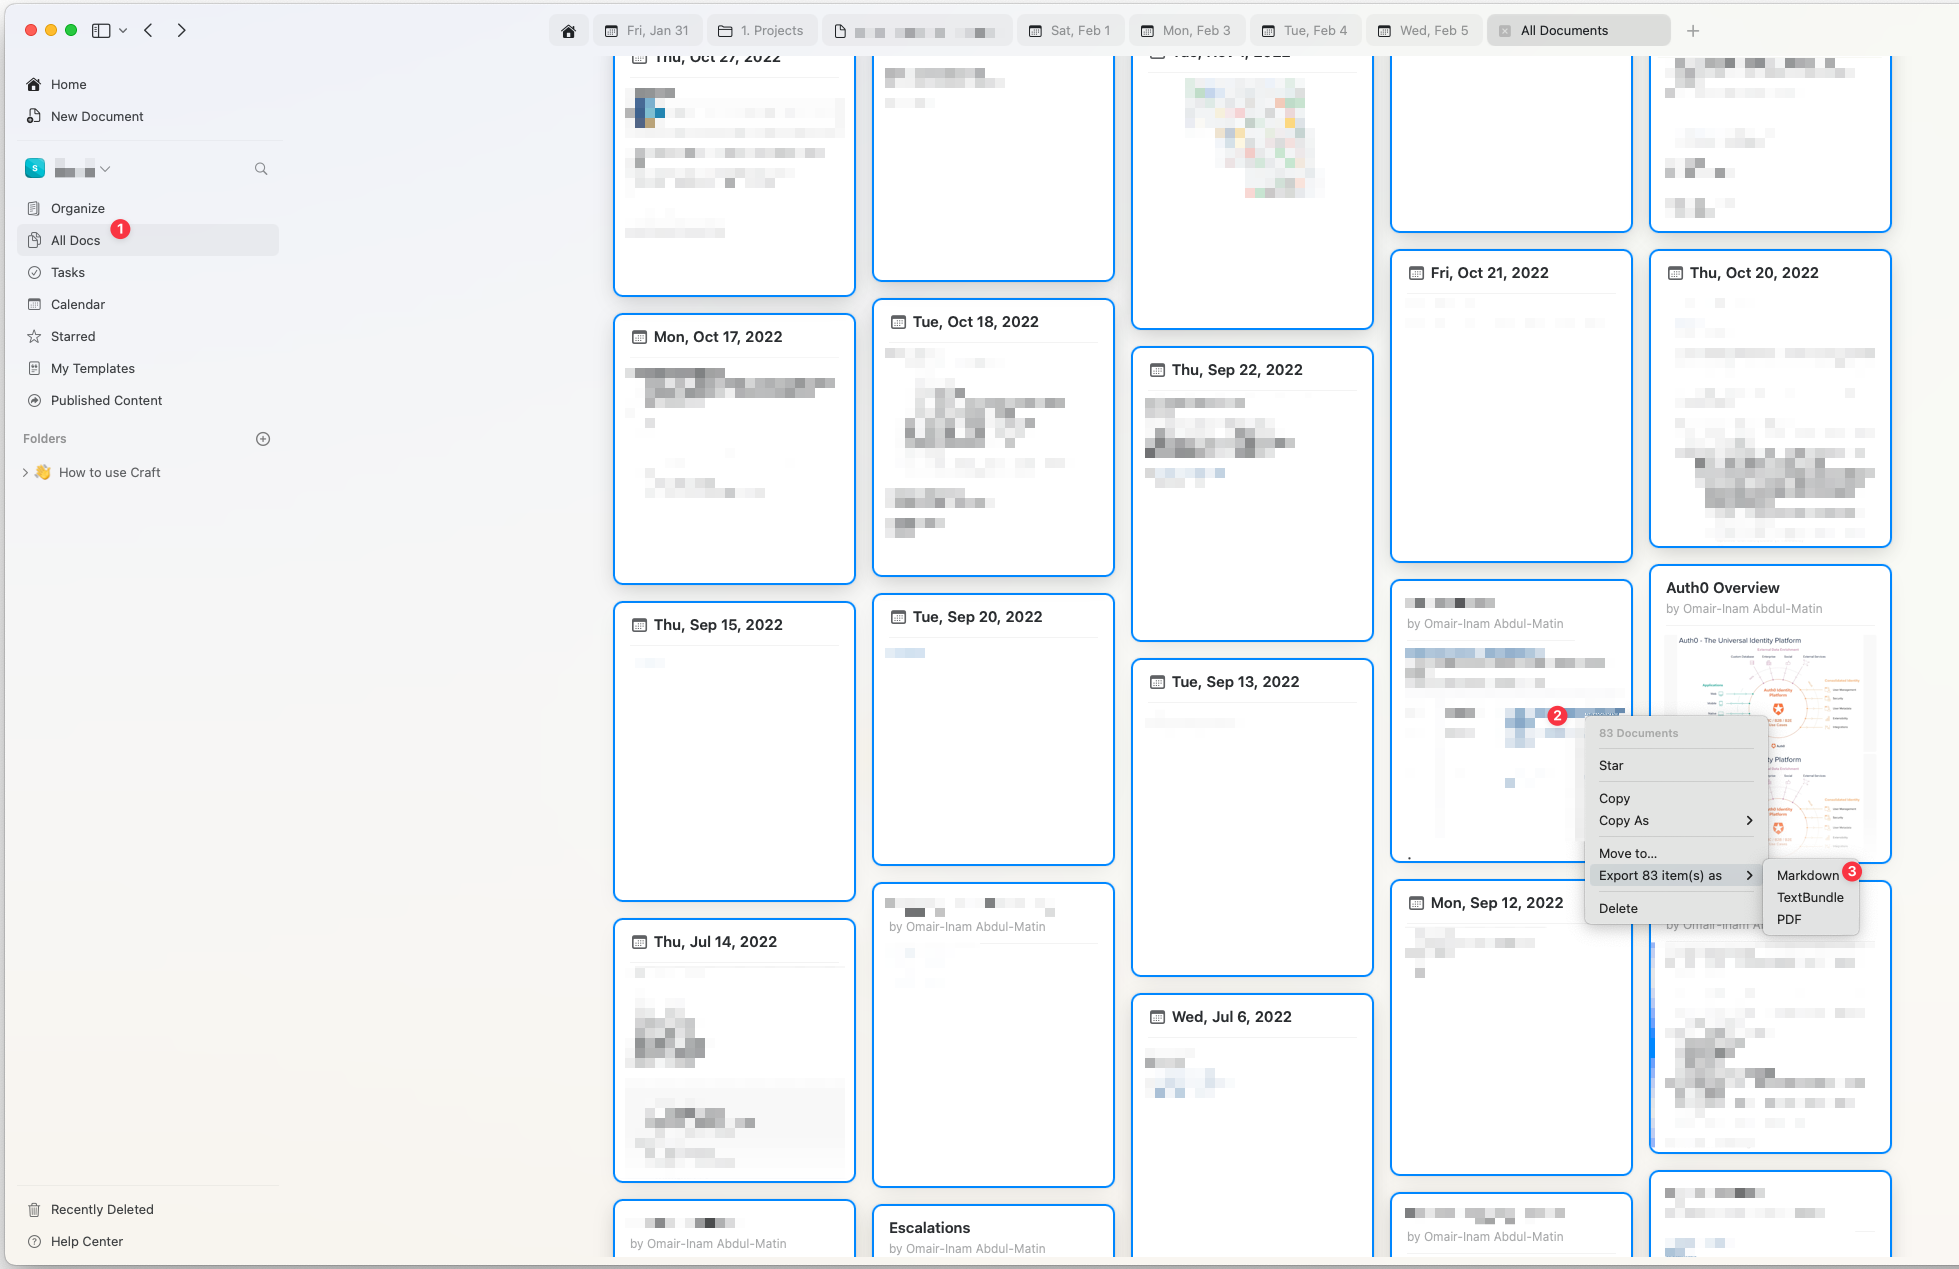 Fri, Jan 31
1. Projects
Sat, Feb 1
Mon, Feb 3
Tue, Feb 4
Wed, Feb 5
All Documents
Home
New Document
S
Organize
All Docs
1
Tasks
Calendar
Starred
My Templates
Published Content
Folders
How to use Craft
Recently Deleted
Help Center
Thu, Oct 27, 2022
Mon, Oct 17, 2022
Thu, Sep 15, 2022
Thu, Jul 14, 2022
by Omair-Inam Abdul-Matin
Tue, Oct 18, 2022
Tue, Sep 20, 2022
by Omair-Inam Abdul-Matin
Escalations
by Omair-Inam Abdul-Matin
Thu, Sep 22, 2022
Tue, Sep 13, 2022
Wed, Jul 6, 2022
Fri, Oct 21, 2022
by Omair-Inam Abdul-Matin
2
Mon, Sep 12, 2022
by Omair-Inam Abdul-Matin
Thu, Oct 20, 2022
Auth0 Overview
by Omair-Inam Abdul-Matin
Auth0 - The Universal Identity Platform
83 Documents
Star
Copy
Copy As
Move to...
Export 83 item(s) as
Delete
Markdown
3
TextBundle
PDF